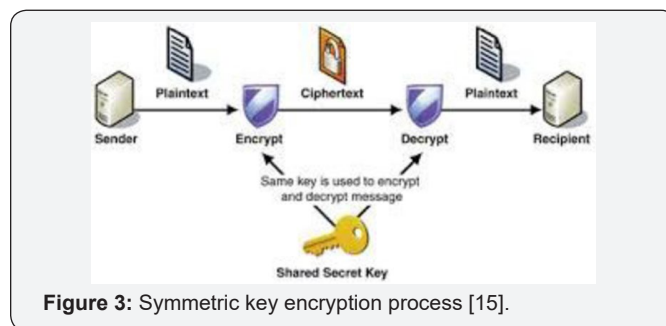 Plaintext
Ciphertext
Plaintext
Sender
Encrypt
Decrypt
Recipient
Same key is used to encrypt
and decrypt message
Shared Secret Key
Figure 3: Symmetric key encryption process [15].